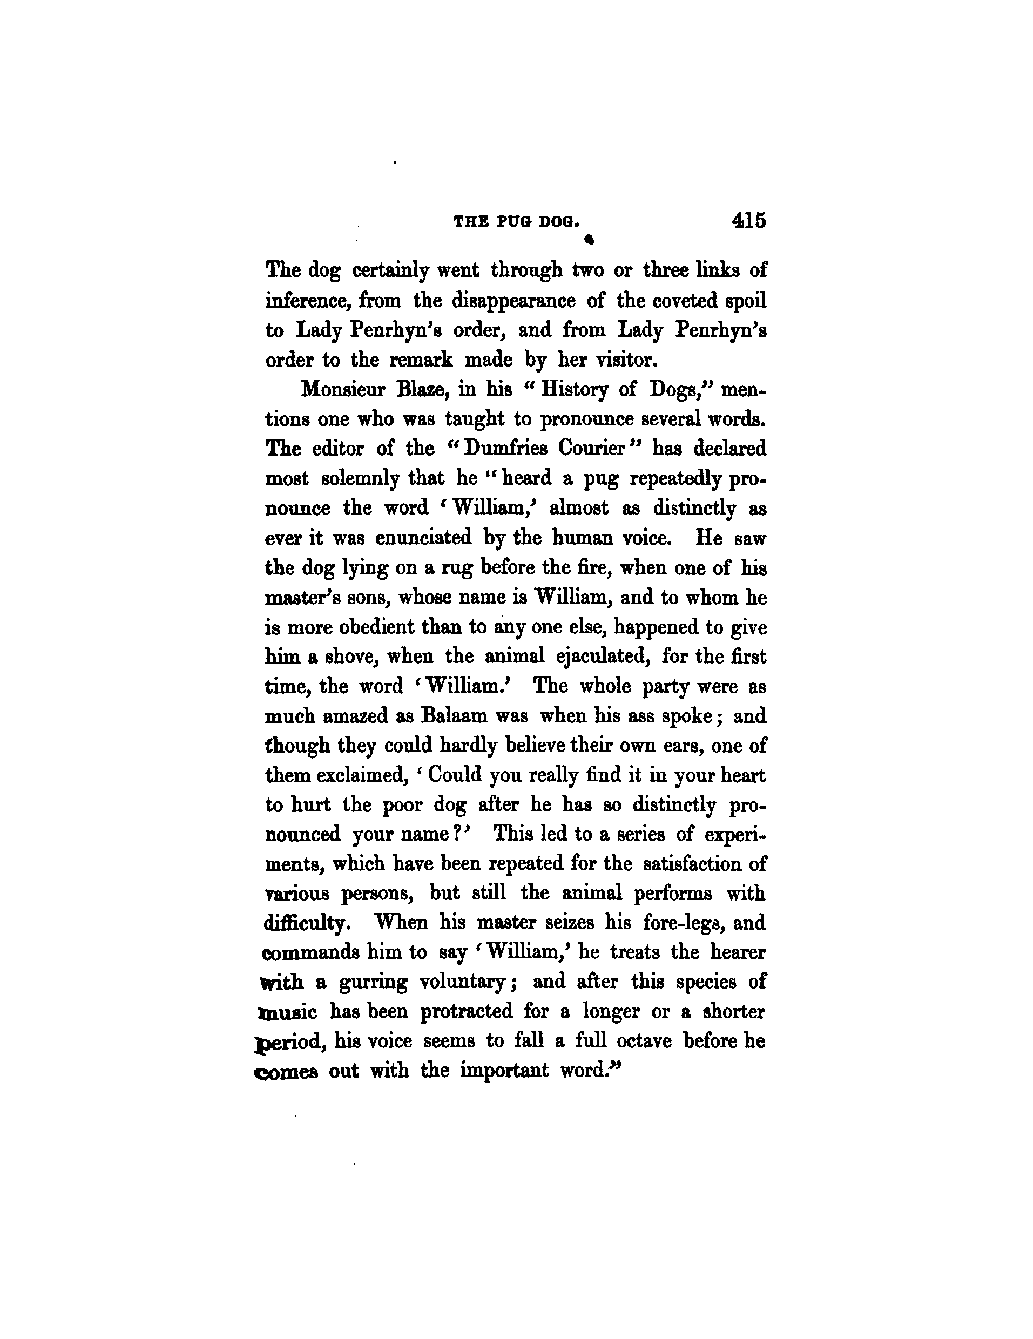 THE PUG DOG. 415
The dog certainly went through two or three links of
inference, from the disappearance of the coveted spoil
to Lady Penrhyn's order, and from Lady Penrhyn's
order to the remark made by her visitor.
Monsieur Blaze, in his "History of Dogs," men-
tions one who was taught to pronounce several words.
The editor of the "Dumfries Courier" has declared
most solemnly that he "heard a pug repeatedly pro-
nounce the word 'William,' almost as distinctly as
ever it was enunciated by the human voice. He saw
the dog lying on a rug before the fire, when one of his
master's sons, whose name is William, and to whom he
is more obedient than to any one else, happened to give
him a shove, when the animal ejaculated, for the first
time, the word 'William.' The whole party were as
much amazed as Balaam was when his ass spoke; and
though they could hardly believe their own ears, one of
them exclaimed, 'Could you really find it in your heart
to hurt the poor dog after he has so distinctly pro-
nounced your name?' This led to a series of experi-
ments, which have been repeated for the satisfaction of
various persons, but still the animal performs with
difficulty. When his master seizes his fore-legs, and
commands him to say 'William,' he treats the hearer
with a gurring voluntary; and after this species of
music has been protracted for a longer or a shorter
period, his voice seems to fall a full octave before he
comes out with the important word."